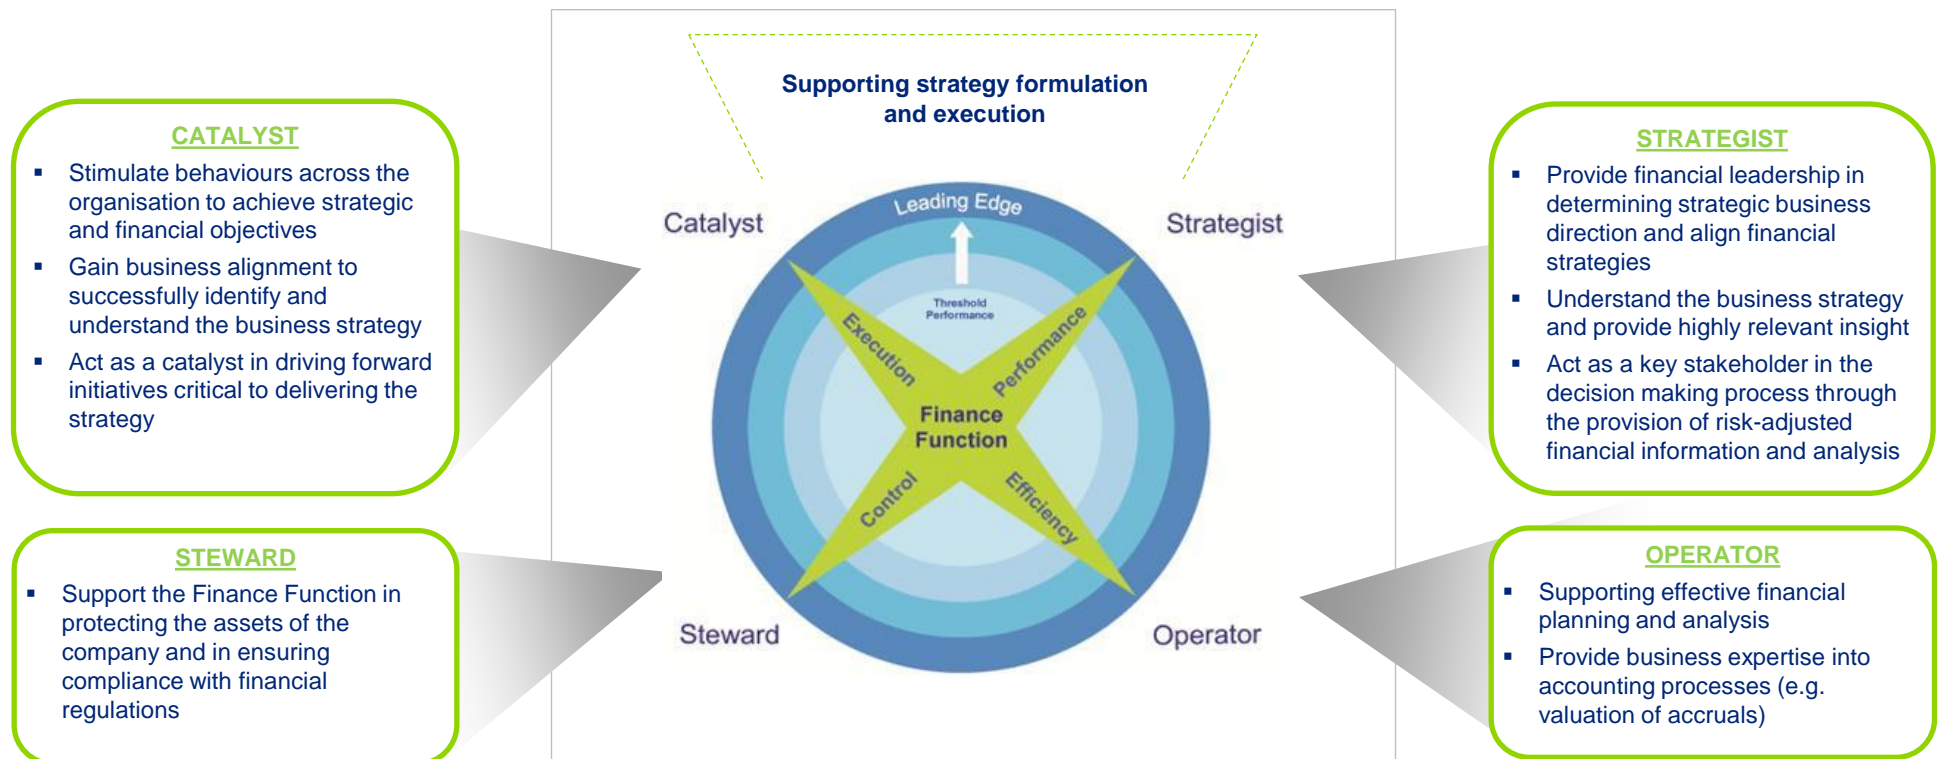 Supporting strategy formulation
and execution
CATALYST
▪ Stimulate behaviours across the
organisation to achieve strategic
and financial objectives
▪ Gain business alignment to
successfully identify and
understand the business strategy
▪ Act as a catalyst in driving forward
initiatives critical to delivering the
strategy
STEWARD
▪ Support the Finance Function in
protecting the assets of the
company and in ensuring
compliance with financial
regulations
Catalyst
Strategist
Leading Edge
Threshold
Performance
Execution
Performance
Finance
Function
Control
Efficiency
Steward
Operator
STRATEGIST
▪ Provide financial leadership in
determining strategic business
direction and align financial
strategies
▪ Understand the business strategy
and provide highly relevant insight
▪ Act as a key stakeholder in the
decision making process through
the provision of risk-adjusted
financial information and analysis
OPERATOR
▪ Supporting effective financial
planning and analysis
▪ Provide business expertise into
accounting processes (e.g.
valuation of accruals)